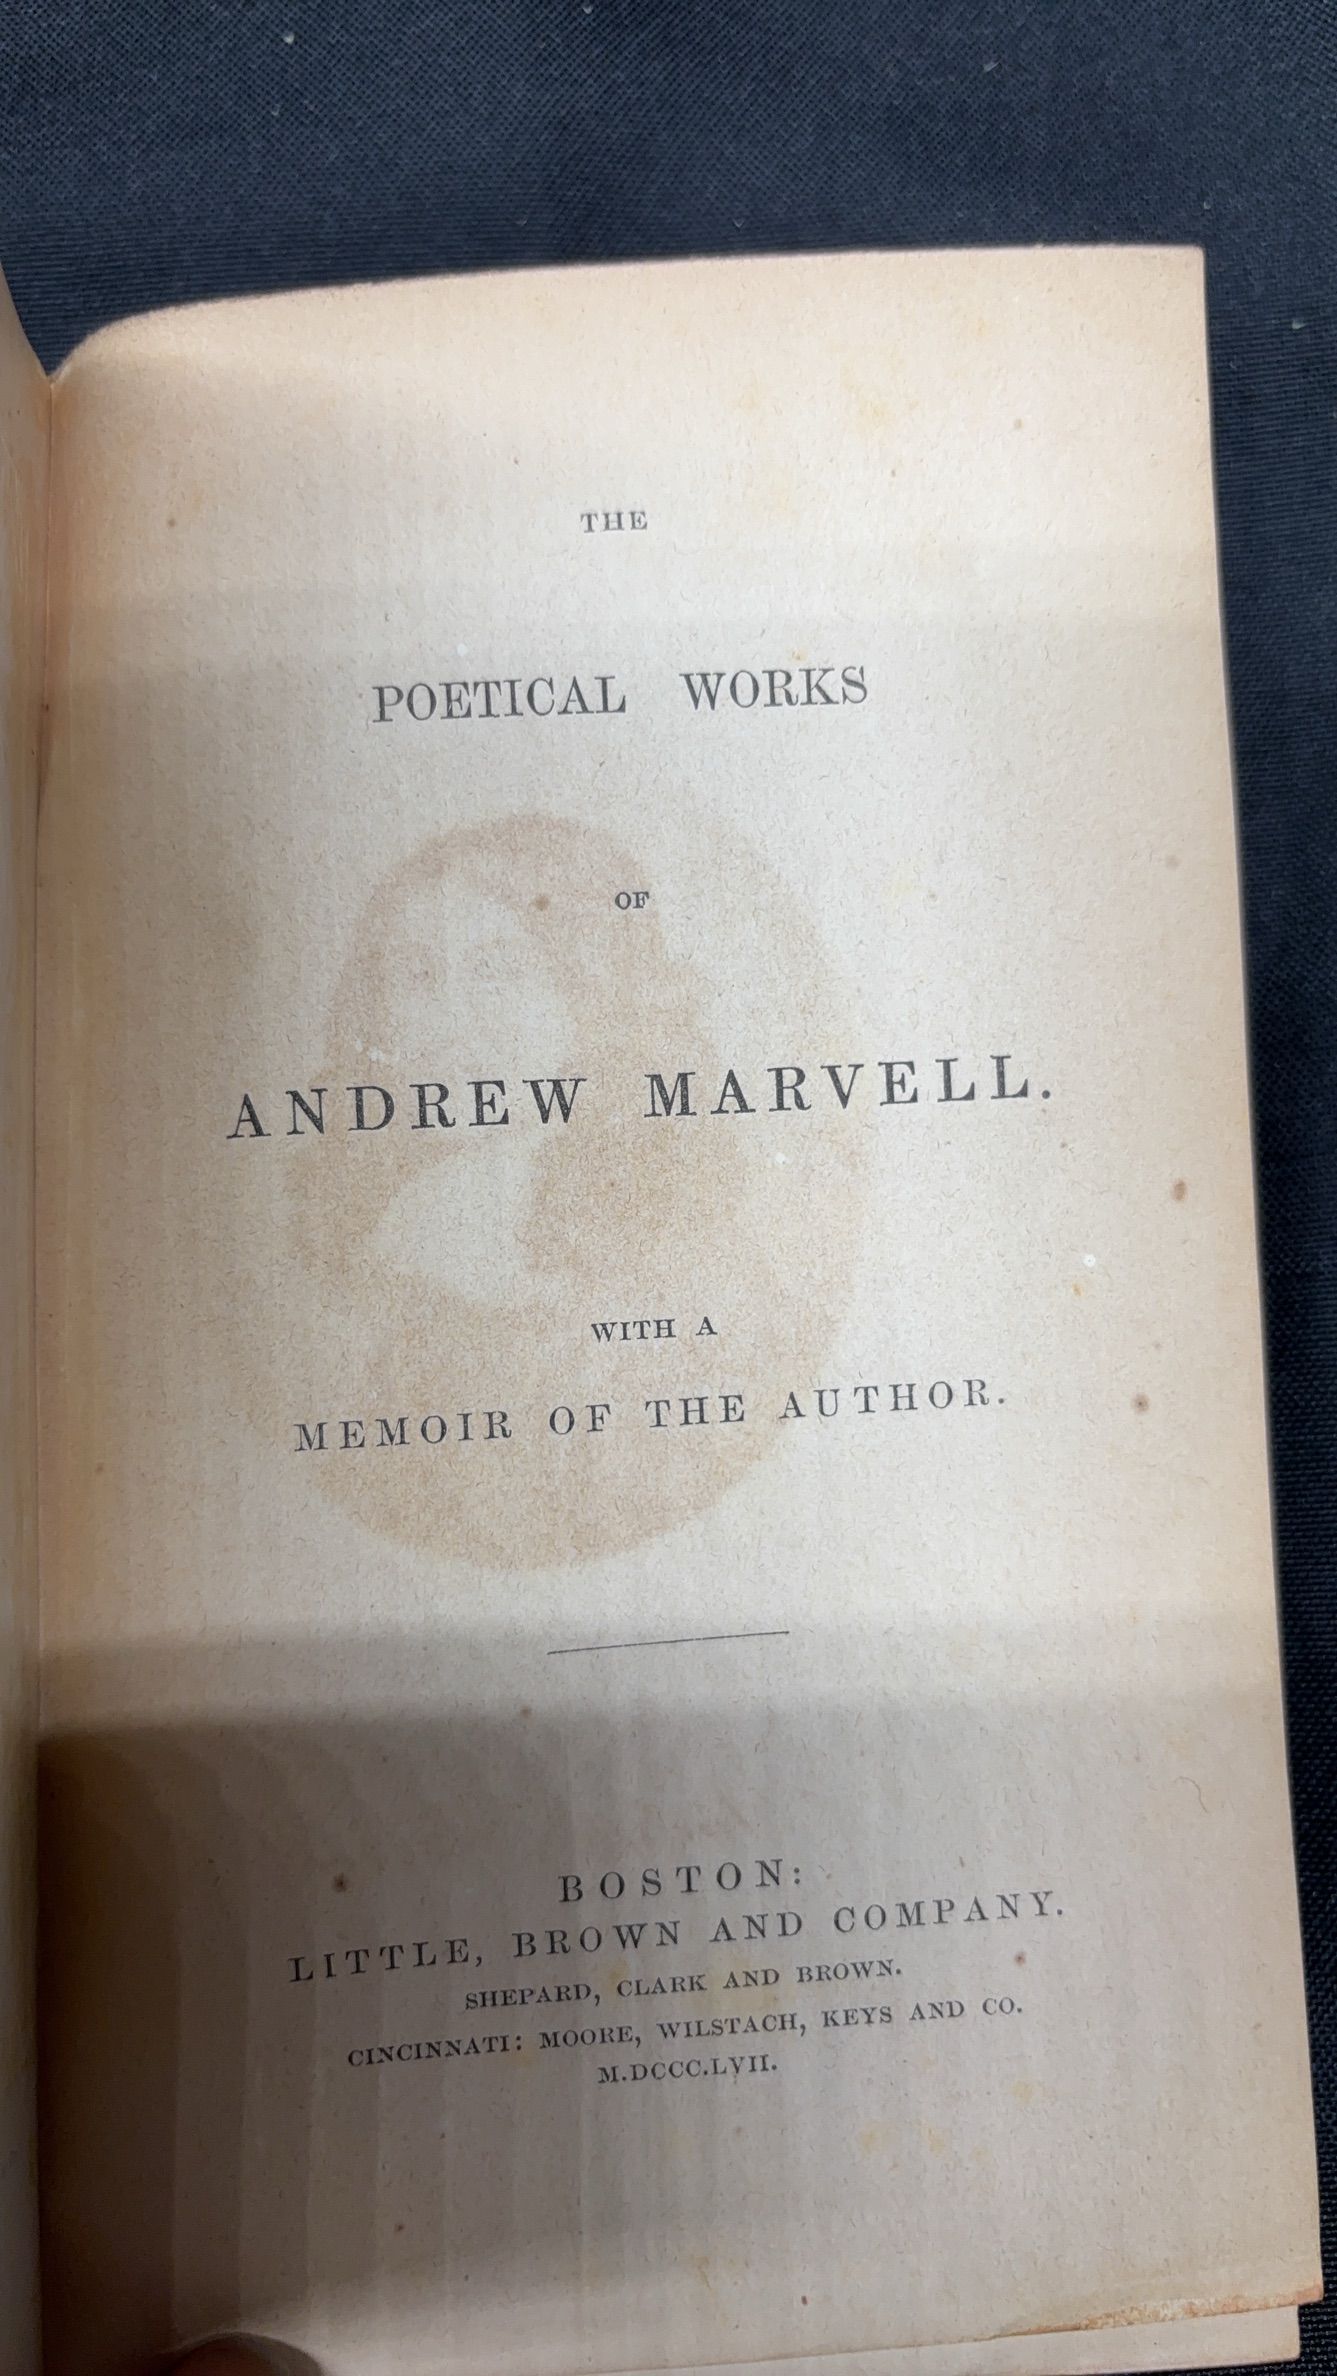 THE
POETICAL WORKS
OF
ANDREW MARVELL.
WITH A
MEMOIR OF THE AUTHOR.
BOSTON:
LITTLE, BROWN AND COMPANY.
SHEPARD, CLARK AND BROWN.
CINCINNATI: MOORE, WILSTACH, KEYS AND CO.
M.DCCC.LVII.